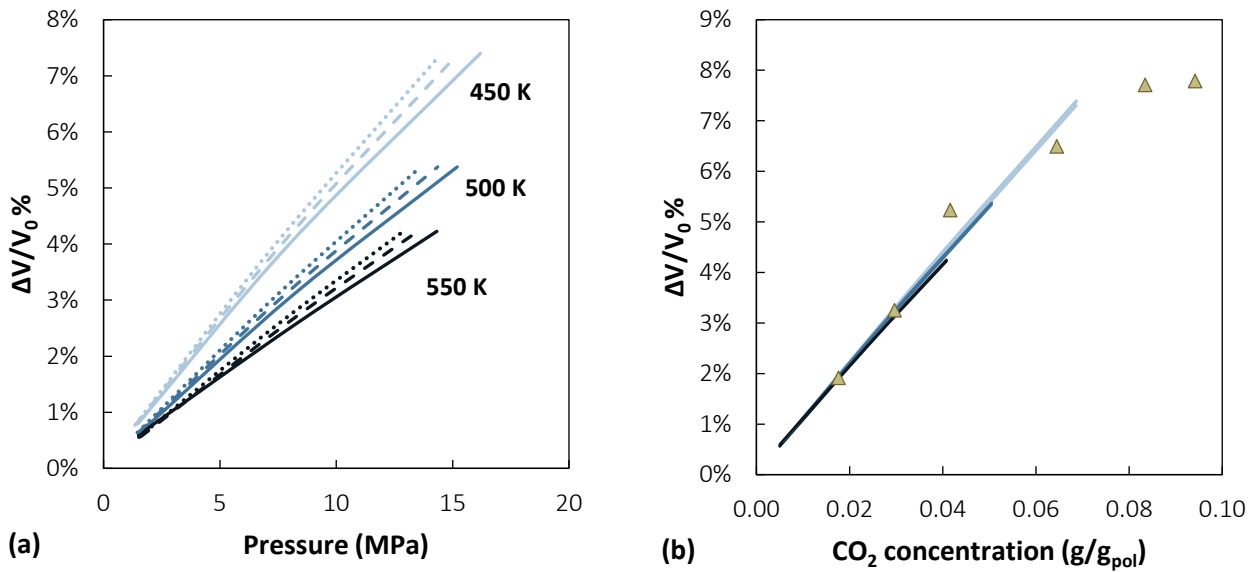 8%
7%
6%
5%
4%
3%
2%
1%
0%
ΔV/V₀ %
450 K
500 K
550 K
0 5 10 15 20
Pressure (MPa)
(a)
9%
8%
7%
6%
5%
4%
3%
2%
1%
0%
ΔV/V₀ %
0.00 0.02 0.04 0.06 0.08 0.10
CO₂ concentration (g/gpol)
(b)